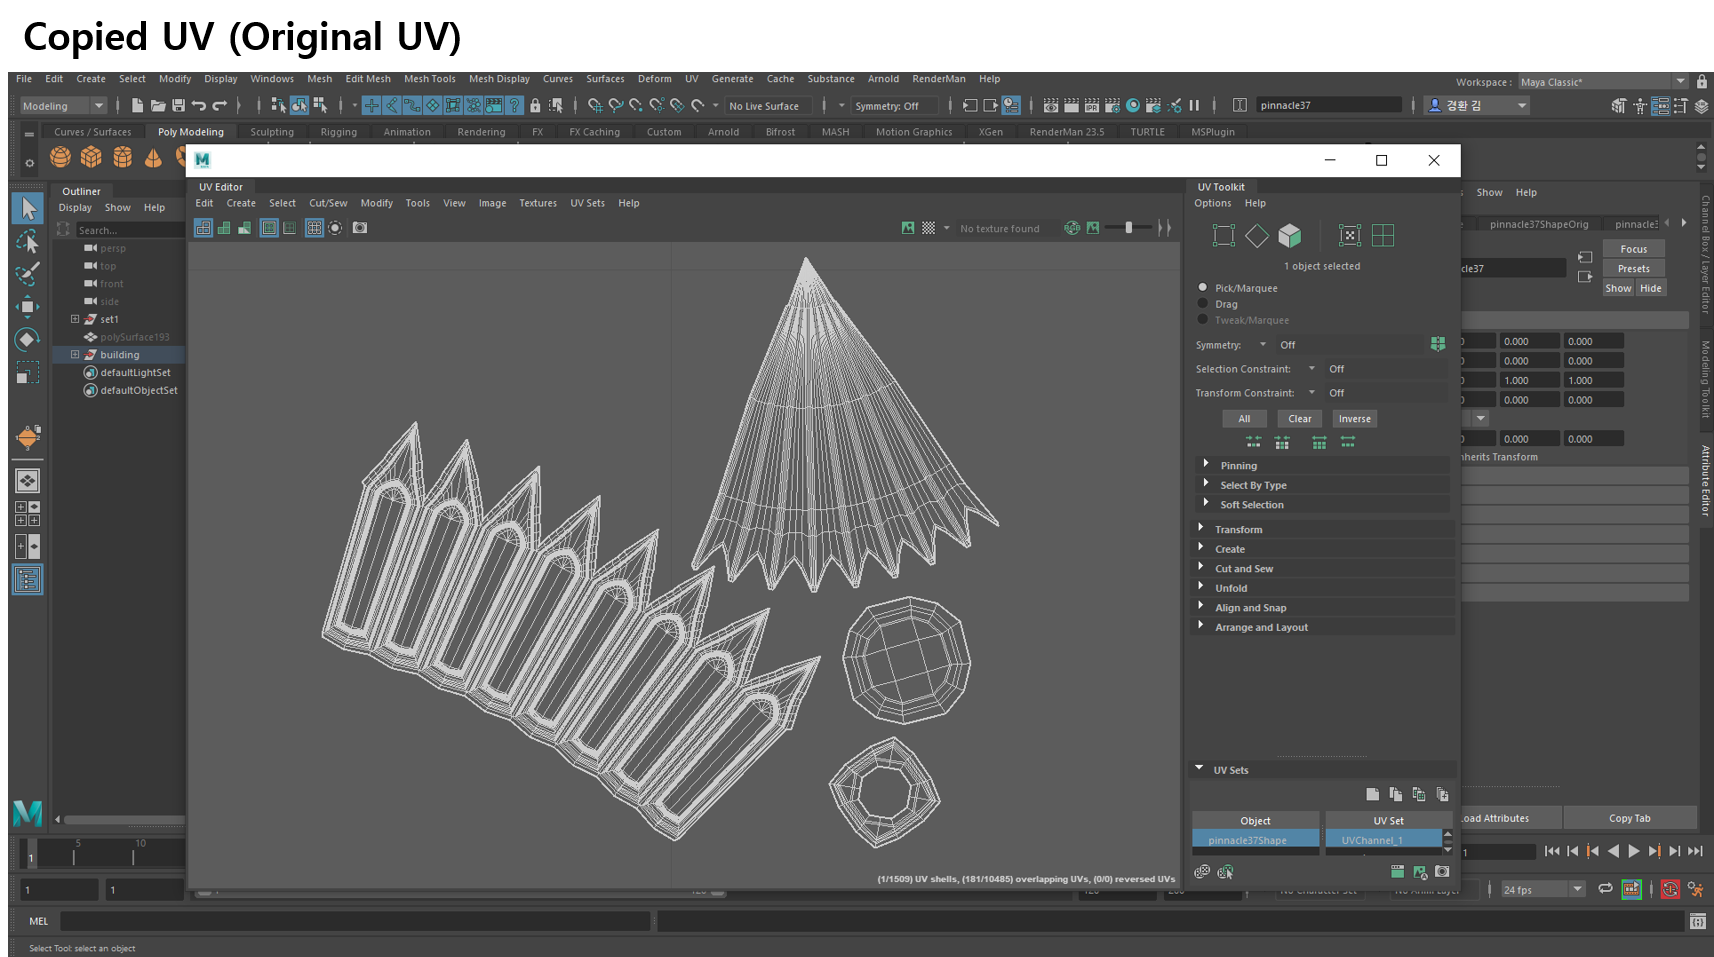 Copied UV (Original UV)
File Edit Create Select Modify Display Windows Mesh Edit Mesh Mesh Tools Mesh Display Curves Surfaces Deform UV Generate Cache Substance Arnold RenderMan Help
Workspace : Maya Classic*
Modeling No Live Surface Symmetry: Off IPR pinnacle37 경환 김
Curves / Surfaces Poly Modeling Sculpting Rigging Animation Rendering FX FX Caching Custom Arnold Bifrost MASH Motion Graphics XGen RenderMan 23.5 TURTLE MSPlugin
M
Outliner
Display Show Help
Search...
persp
top
front
side
set1
polySurface193
building
defaultLightSet
defaultObjectSet
UV Editor
Edit Create Select Cut/Sew Modify Tools View Image Textures UV Sets Help
No texture found
UV Toolkit
Options Help
1 object selected
Pick/Marquee
Drag
Tweak/Marquee
Symmetry: Off
Selection Constraint: Off
Transform Constraint: Off
All Clear Inverse
Pinning
Select By Type
Soft Selection
Transform
Create
Cut and Sew
Unfold
Align and Snap
Arrange and Layout
UV Sets
Object UV Set
pinnacle37Shape UVChannel_1
(1/1509) UV shells, (181/10485) overlapping UVs, (0/0) reversed UVs
Show Help
pinnacle37ShapeOrig
Focus
Presets
Show Hide
0.000 0.000
0.000 0.000
1.000 1.000
0.000 0.000
0.000 0.000
nherits Transform
oad Attributes Copy Tab
Channel Box / Layer Editor
Modeling Toolkit
Attribute Editor
1 5 10
1
1 1 24 fps
MEL
Select Tool: select an object